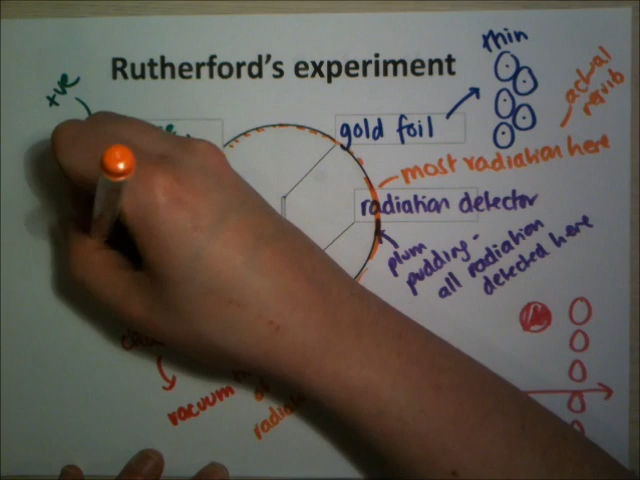 Rutherford's experiment
thin
+ve
gold foil
actual
most radiation here
radiation detector
plum
pudding -
all radiation
detected here
vacuum